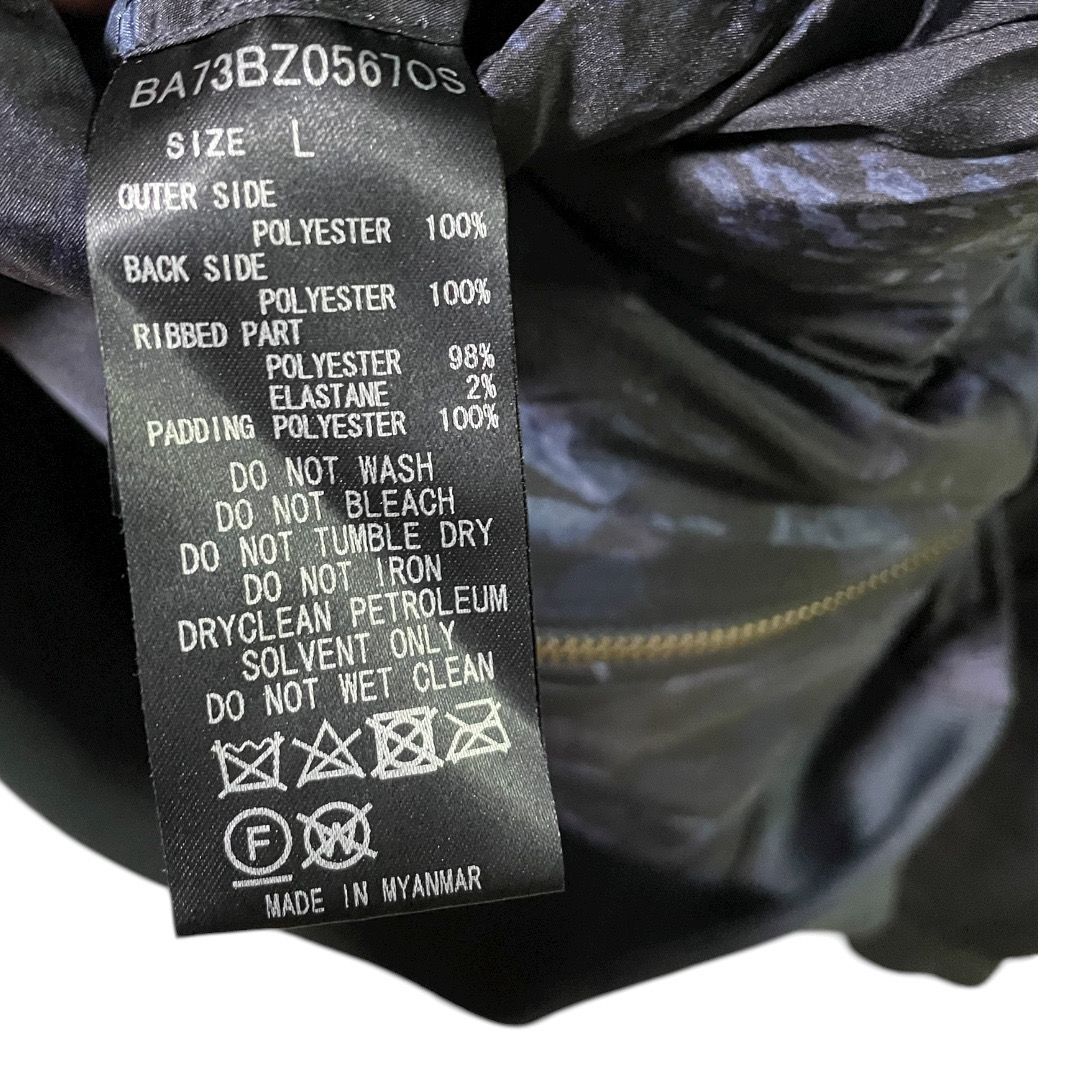 BA73BZ05670S
SIZE L
OUTER SIDE
POLYESTER 100%
BACK SIDE
POLYESTER 100%
RIBBED PART
POLYESTER 98%
ELASTANE 2%
PADDING POLYESTER 100%
DO NOT WASH
DO NOT BLEACH
DO NOT TUMBLE DRY
DO NOT IRON
DRYCLEAN PETROLEUM
SOLVENT ONLY
DO NOT WET CLEAN
F W
MADE IN MYANMAR